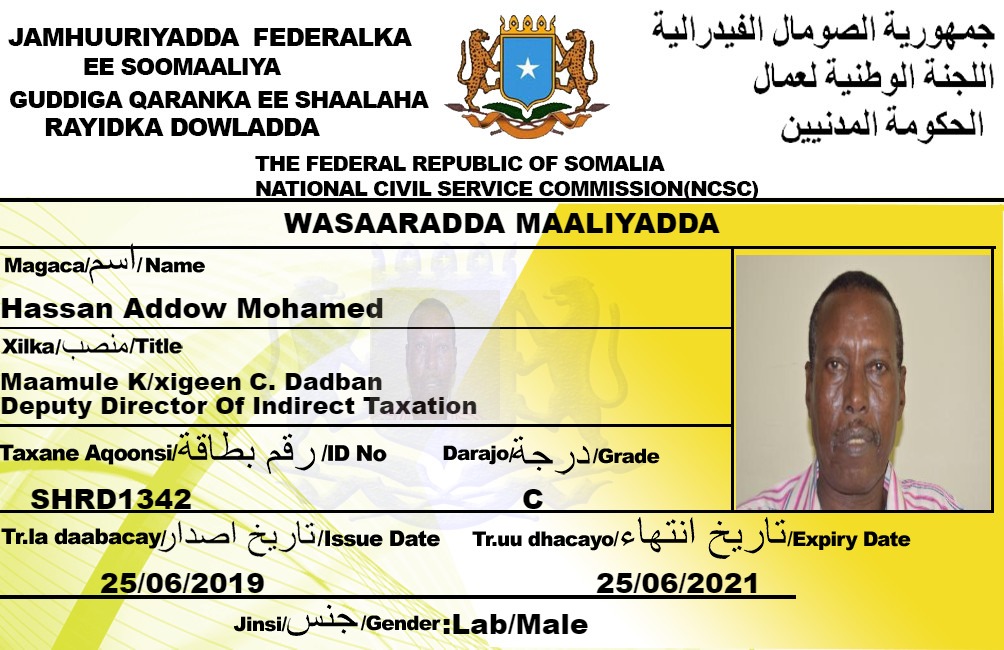 JAMHUURIYADDA FEDERALKA
EE SOOMAALIYA
GUDDIGA QARANKA EE SHAALAHA
RAYIDKA DOWLADDA
جمهورية الصومال الفيدرالية
اللجنة الوطنية لعمال
الحكومة المدنيين
THE FEDERAL REPUBLIC OF SOMALIA
NATIONAL CIVIL SERVICE COMMISSION(NCSC)
WASAARADDA MAALIYADDA
Magaca/اسم/Name
Hassan Addow Mohamed
Xilka/منصب/Title
Maamule K/xigeen C. Dadban
Deputy Director Of Indirect Taxation
Taxane Aqoonsi/رقم بطاقة/ID No
SHRD1342
Darajo/درجة/Grade
C
Tr.la daabacay/تاريخ اصدار/Issue Date
25/06/2019
Tr.uu dhacayo/تاريخ انتهاء/Expiry Date
25/06/2021
Jinsi/جنس/Gender:Lab/Male